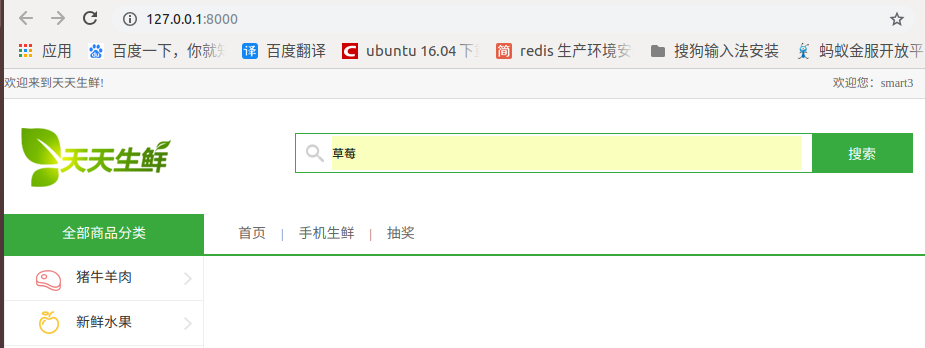 127.0.0.1:8000
应用 百度一下，你就知 百度翻译 ubuntu 16.04 下 redis 生产环境安 搜狗输入法安装 蚂蚁金服开放平
欢迎来到天天生鲜! 欢迎您：smart3
天天生鲜 草莓 搜索
全部商品分类 首页 | 手机生鲜 | 抽奖
猪牛羊肉
新鲜水果